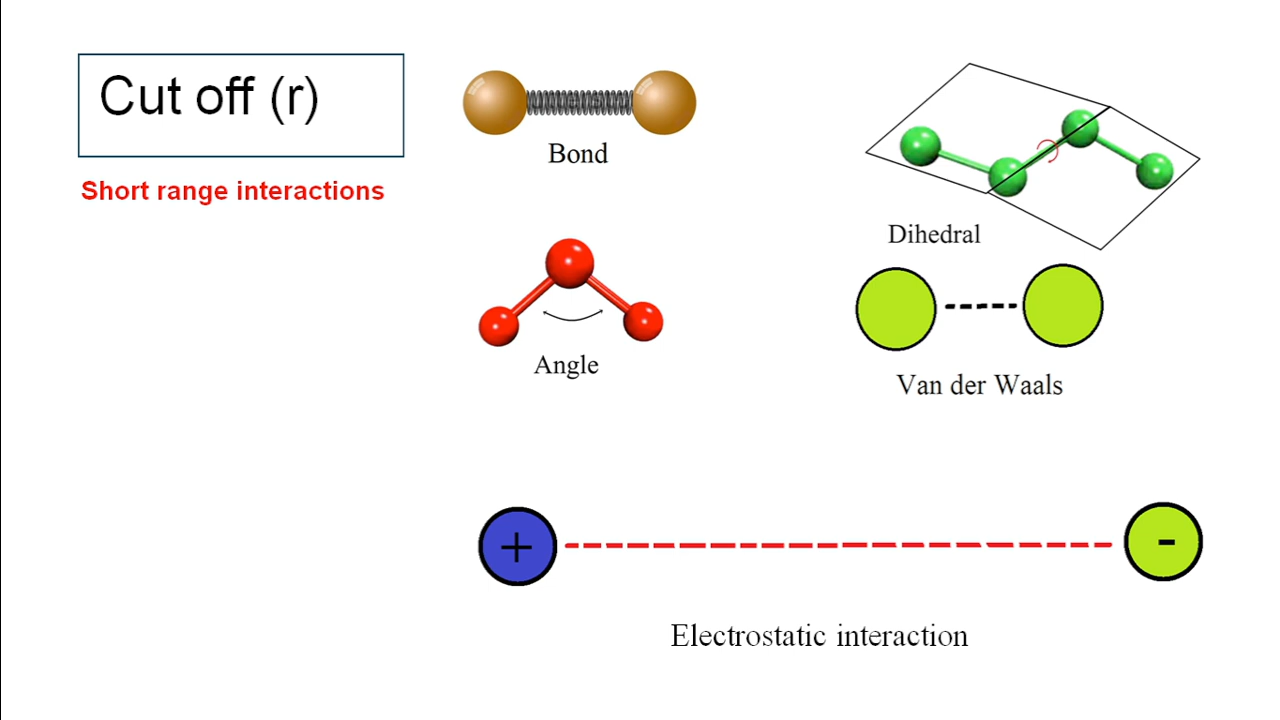 Cut off (r)
Short range interactions
Bond
Dihedral
Angle
Van der Waals
+
-
Electrostatic interaction